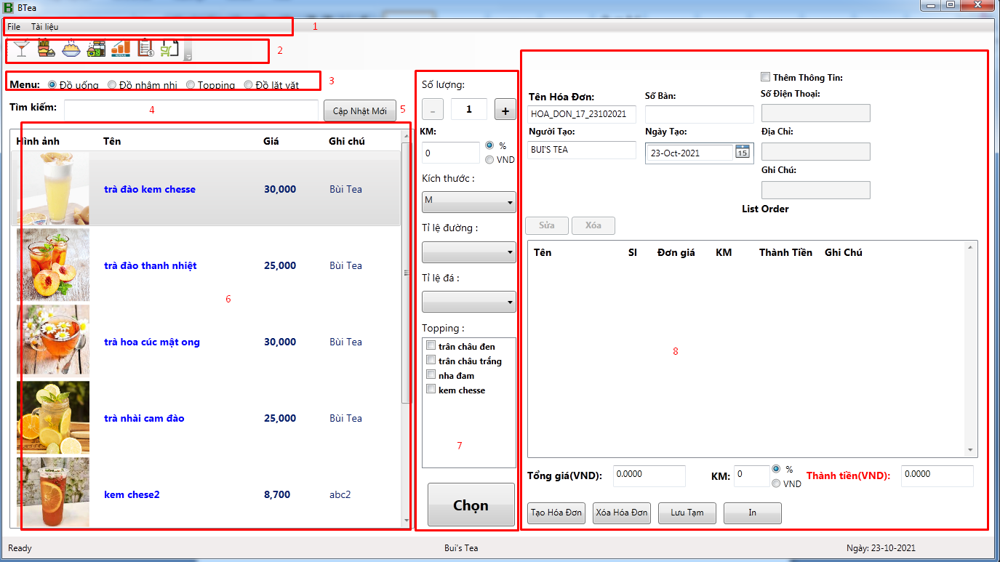 BTea
File Tài liệu 1
2
Menu: Đồ uống Đồ nhâm nhi Topping Đồ lặt vặt 3
Tìm kiếm: 4 Cập Nhật Mới 5
Hình ảnh Tên Giá Ghi chú
trà đào kem chesse 30,000 Bùi Tea
trà đào thanh nhiệt 25,000 Bùi Tea
6
trà hoa cúc mật ong 30,000 Bùi Tea
trà nhài cam đào 25,000 Bùi Tea
kem chese2 8,700 abc2
Số lượng:
- 1 +
KM:
0 % VND
Kích thước :
M
Tỉ lệ đường :
Tỉ lệ đá :
Topping :
trân châu đen
trân châu trắng
nha đam
kem chesse
7
Chọn
Thêm Thông Tin:
Tên Hóa Đơn: Số Bàn: Số Điện Thoại:
HOA_DON_17_23102021
Người Tạo: Ngày Tạo: Địa Chỉ:
BUI'S TEA 23-Oct-2021 15
Ghi Chú:
List Order
Sửa Xóa
Tên Sl Đơn giá KM Thành Tiền Ghi Chú
8
Tổng giá(VND): 0.0000 KM: 0 % VND Thành tiền(VND): 0.0000
Tạo Hóa Đơn Xóa Hóa Đơn Lưu Tạm In
Ready Bui's Tea Ngày: 23-10-2021